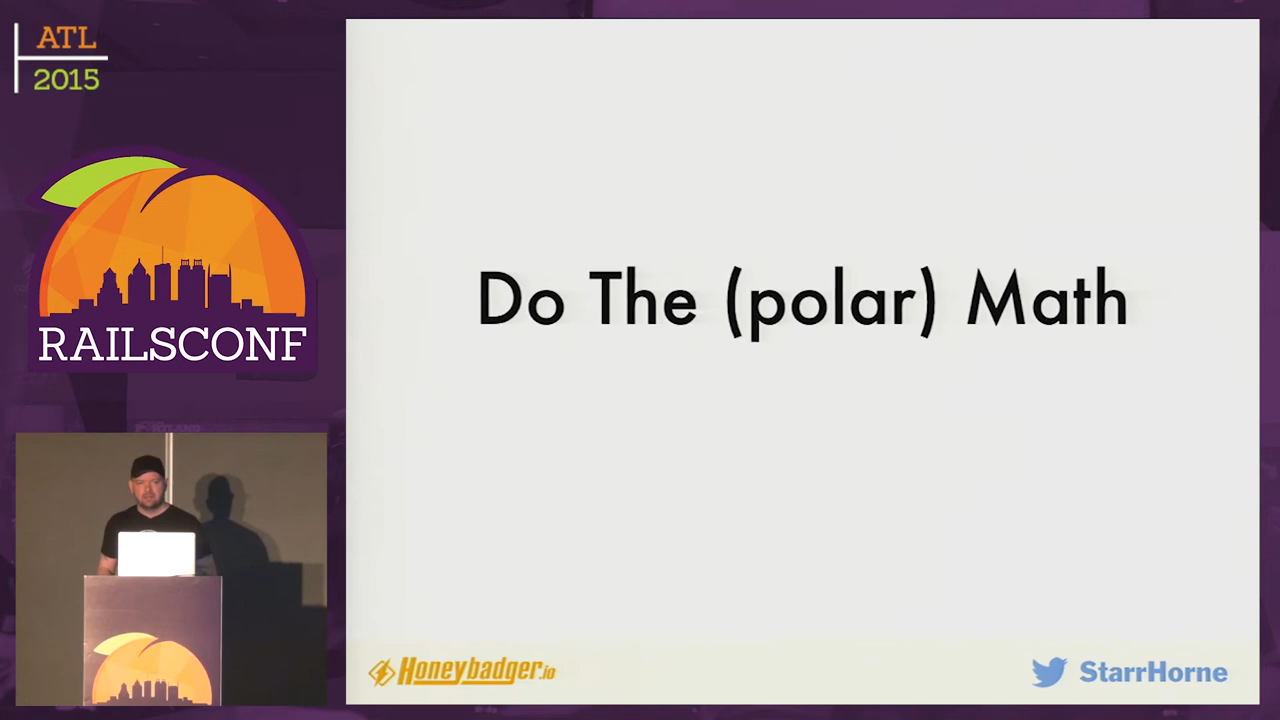 ATL
2015
RAILSCONF
Do The (polar) Math
Honeybadger.io
StarrHorne